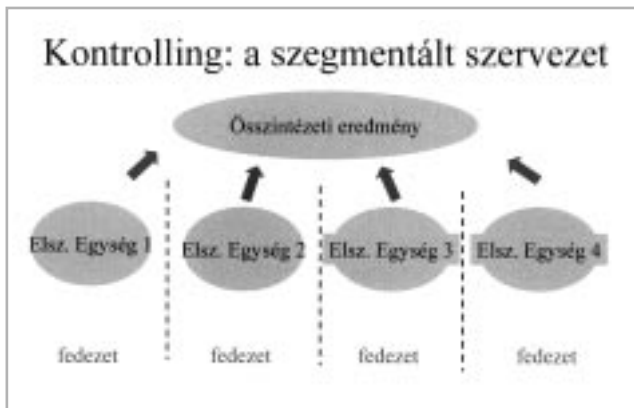 Kontrolling: a szegmentált szervezet
Összintézeti eredmény
Elsz. Egység 1
Elsz. Egység 2
Elsz. Egység 3
Elsz. Egység 4
fedezet
fedezet
fedezet
fedezet